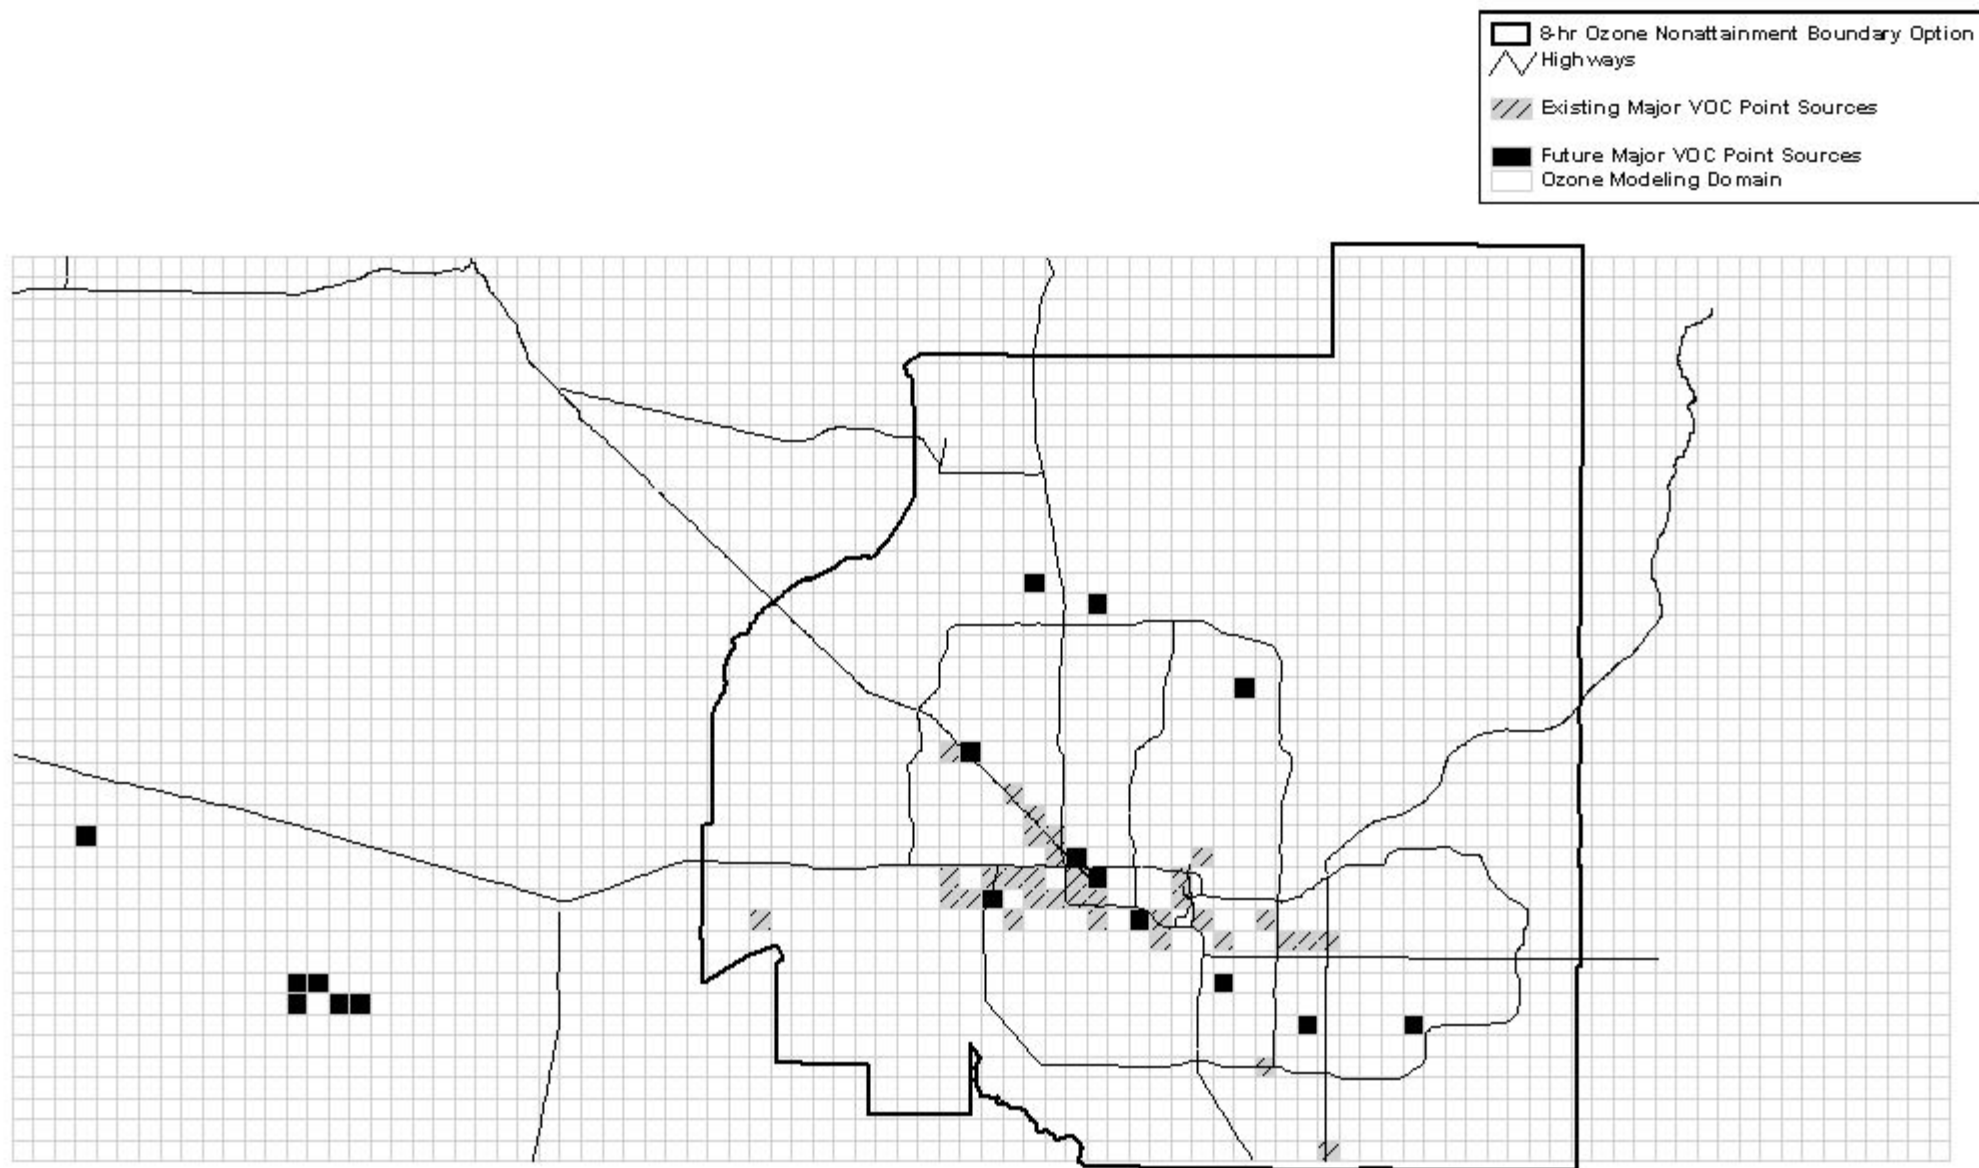 8-hr Ozone Nonattainment Boundary Option
Highways
Existing Major VOC Point Sources
Future Major VOC Point Sources
Ozone Modeling Domain